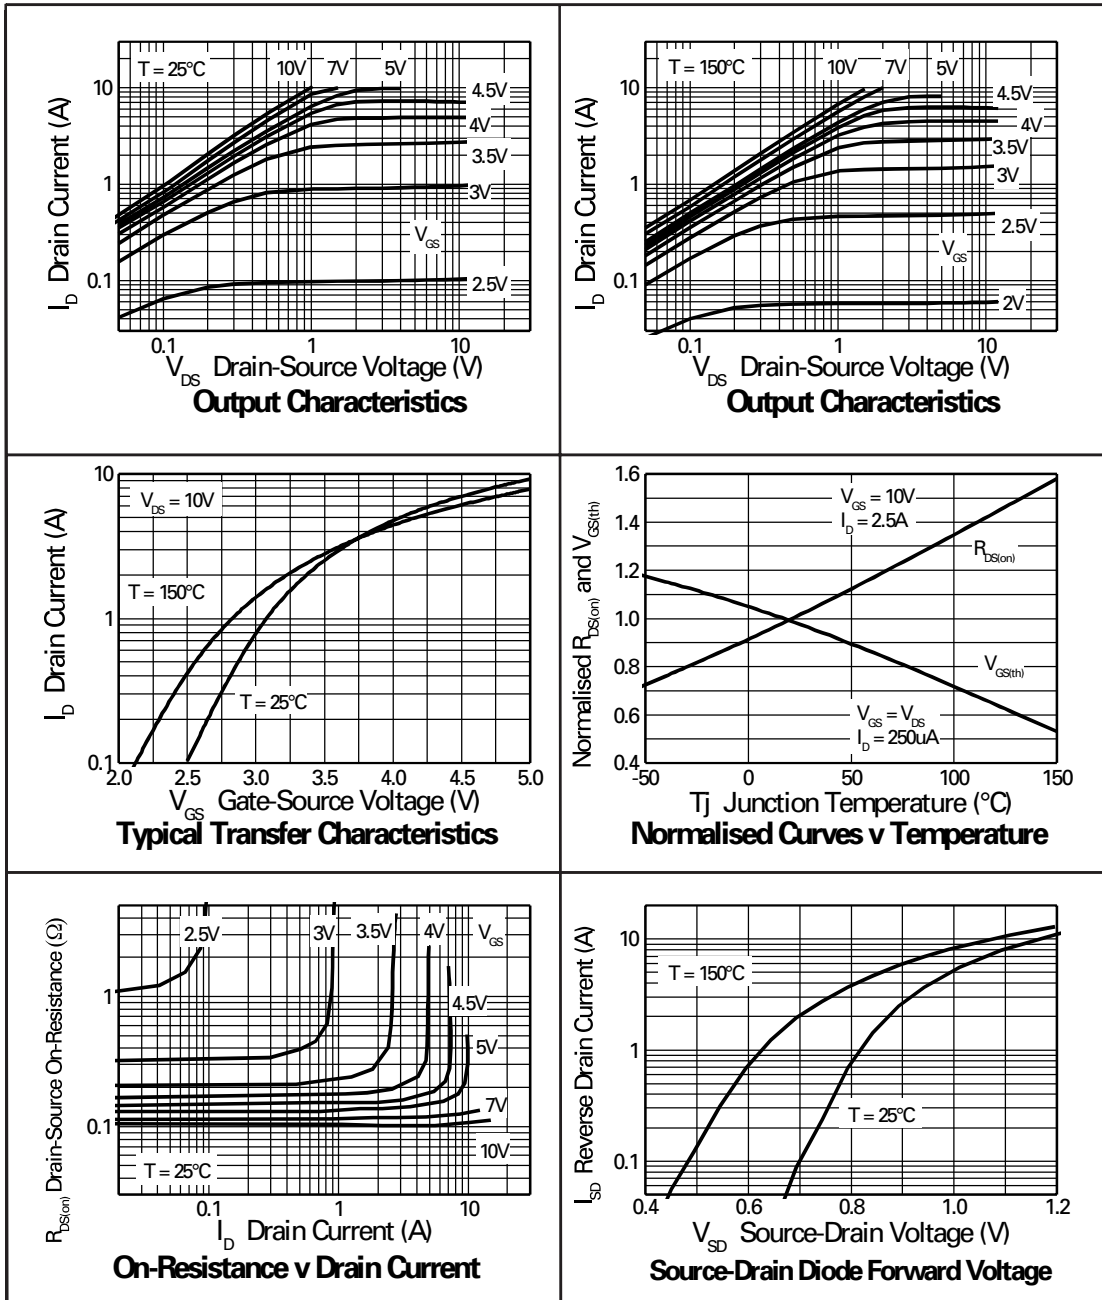 T = 25°C
10V
7V
5V
4.5V
4V
3.5V
3V
2.5V
V_GS
10
1
0.1
0.1
1
10
I_D Drain Current (A)
V_DS Drain-Source Voltage (V)
Output Characteristics
T = 150°C
10V
7V
5V
4.5V
4V
3.5V
3V
2.5V
2V
V_GS
10
1
0.1
0.1
1
10
I_D Drain Current (A)
V_DS Drain-Source Voltage (V)
Output Characteristics
V_DS = 10V
T = 150°C
T = 25°C
10
1
0.1
2.0
2.5
3.0
3.5
4.0
4.5
5.0
I_D Drain Current (A)
V_GS Gate-Source Voltage (V)
Typical Transfer Characteristics
V_GS = 10V
I_D = 2.5A
R_DS(on)
V_GS(th)
V_GS = V_DS
I_D = 250uA
1.6
1.4
1.2
1.0
0.8
0.6
0.4
-50
0
50
100
150
Normalised R_DS(on) and V_GS(th)
Tj Junction Temperature (°C)
Normalised Curves v Temperature
2.5V
3V
3.5V
4V
V_GS
4.5V
5V
7V
10V
T = 25°C
1
0.1
0.1
1
10
R_DS(on) Drain-Source On-Resistance (Ω)
I_D Drain Current (A)
On-Resistance v Drain Current
T = 150°C
T = 25°C
10
1
0.1
0.4
0.6
0.8
1.0
1.2
I_SD Reverse Drain Current (A)
V_SD Source-Drain Voltage (V)
Source-Drain Diode Forward Voltage